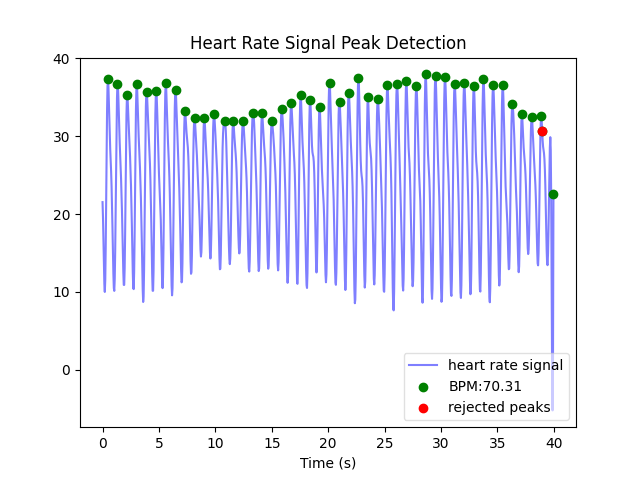 Heart Rate Signal Peak Detection
40
30
20
10
0
heart rate signal
BPM:70.31
rejected peaks
0 5 10 15 20 25 30 35 40
Time (s)